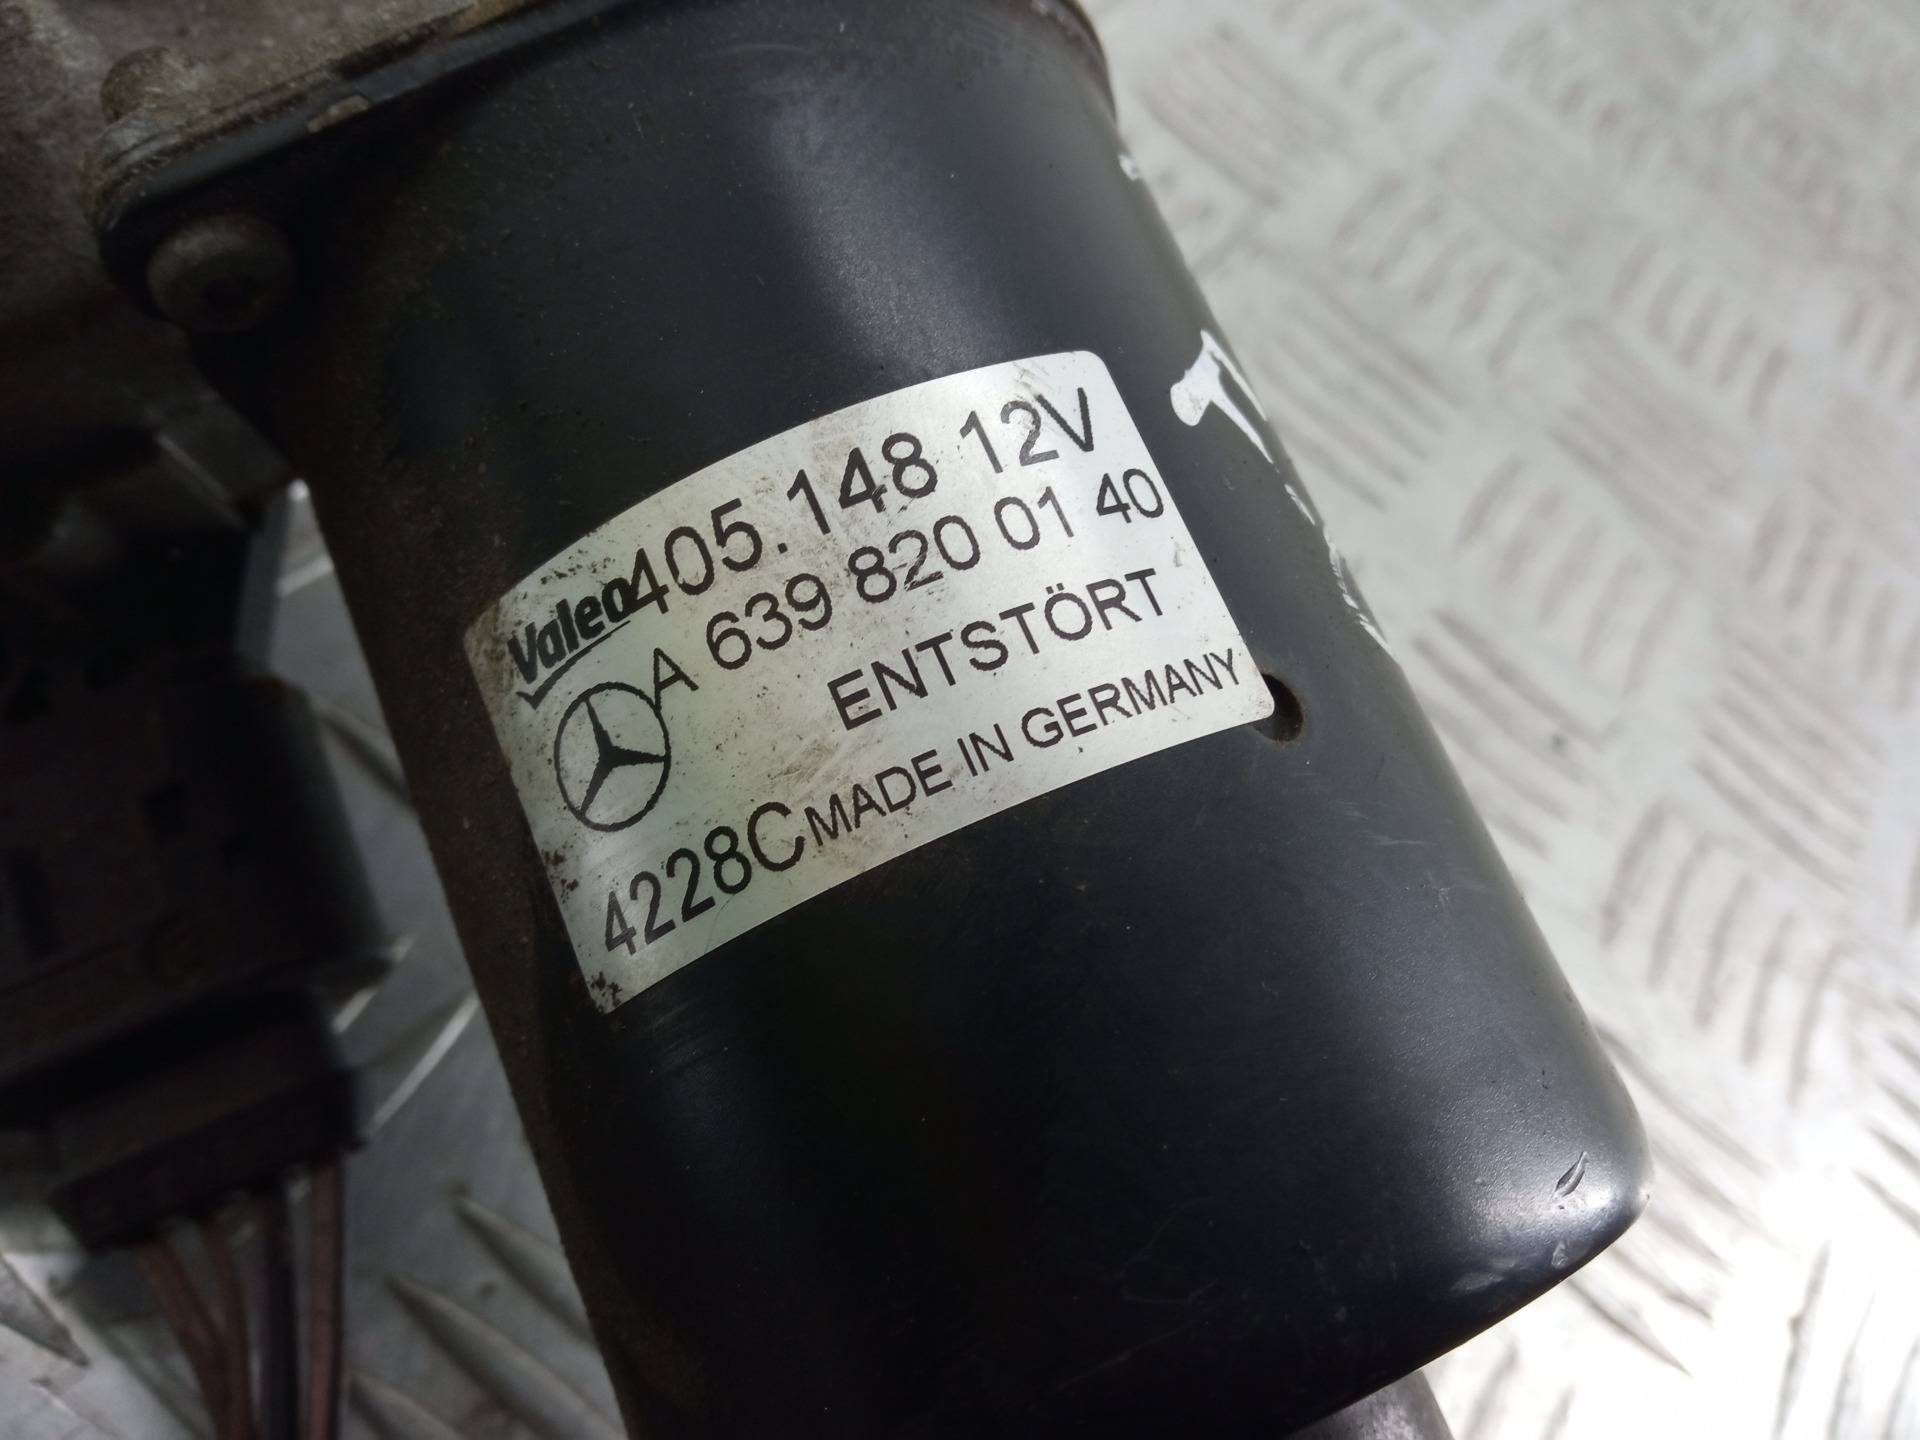 Valeo 405.148 12V
A 639 820 01 40
ENTSTÖRT
4228C MADE IN GERMANY